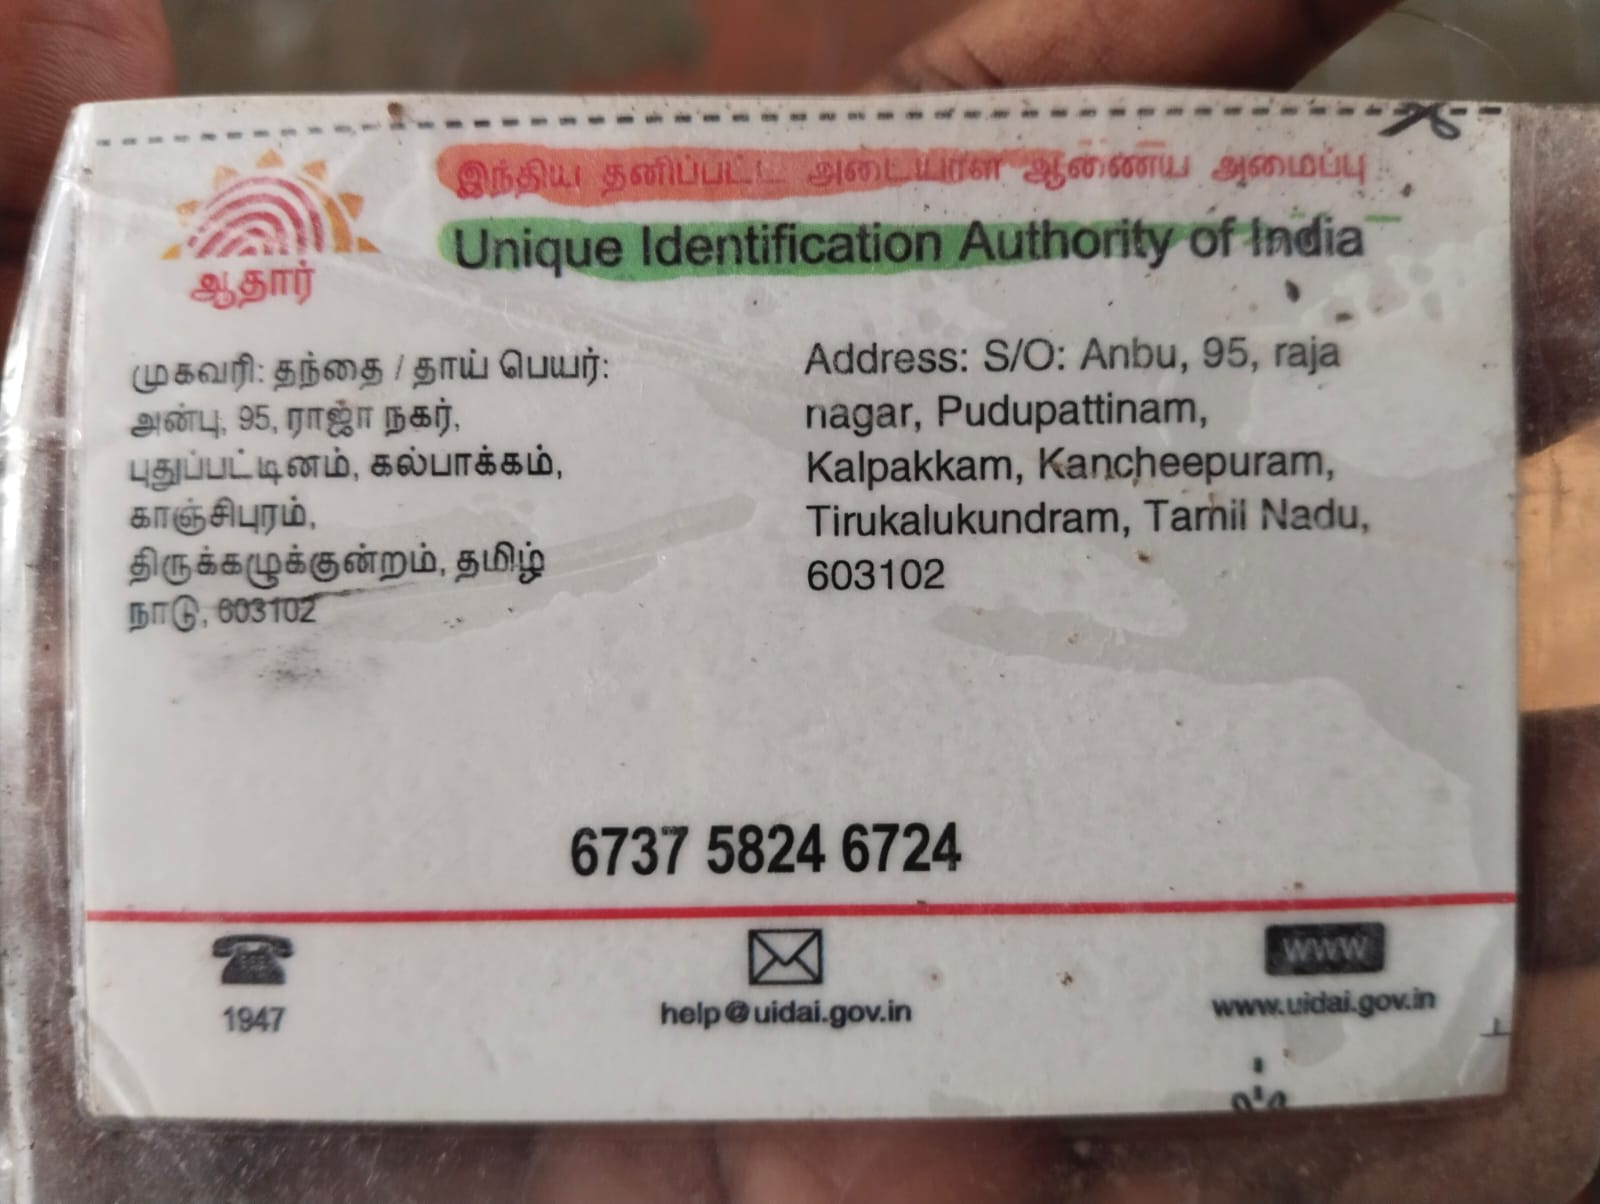 இந்திய தனிப்பட்ட அடையாள ஆணைய அமைப்பு
Unique Identification Authority of India
ஆதார்
முகவரி: தந்தை / தாய் பெயர்:
அன்பு, 95, ராஜா நகர்,
புதுப்பட்டினம், கல்பாக்கம்,
காஞ்சிபுரம்,
திருக்கழுக்குன்றம், தமிழ்
நாடு, 603102
Address: S/O: Anbu, 95, raja
nagar, Pudupattinam,
Kalpakkam, Kancheepuram,
Tirukalukundram, Tamil Nadu,
603102
6737 5824 6724
1947
help@uidai.gov.in
WWW
www.uidai.gov.in